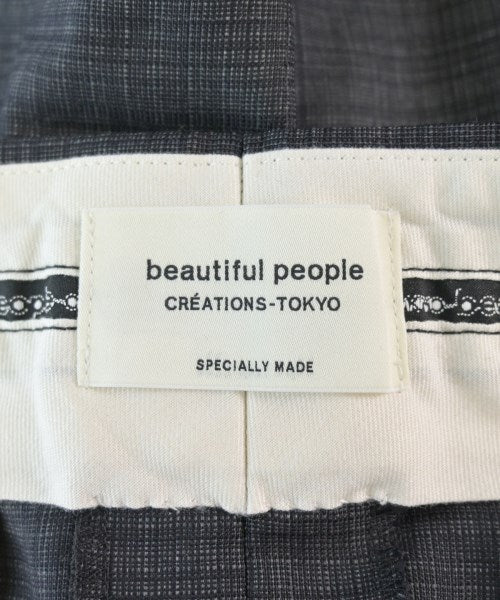 beautiful people
CRÉATIONS-TOKYO
SPECIALLY MADE